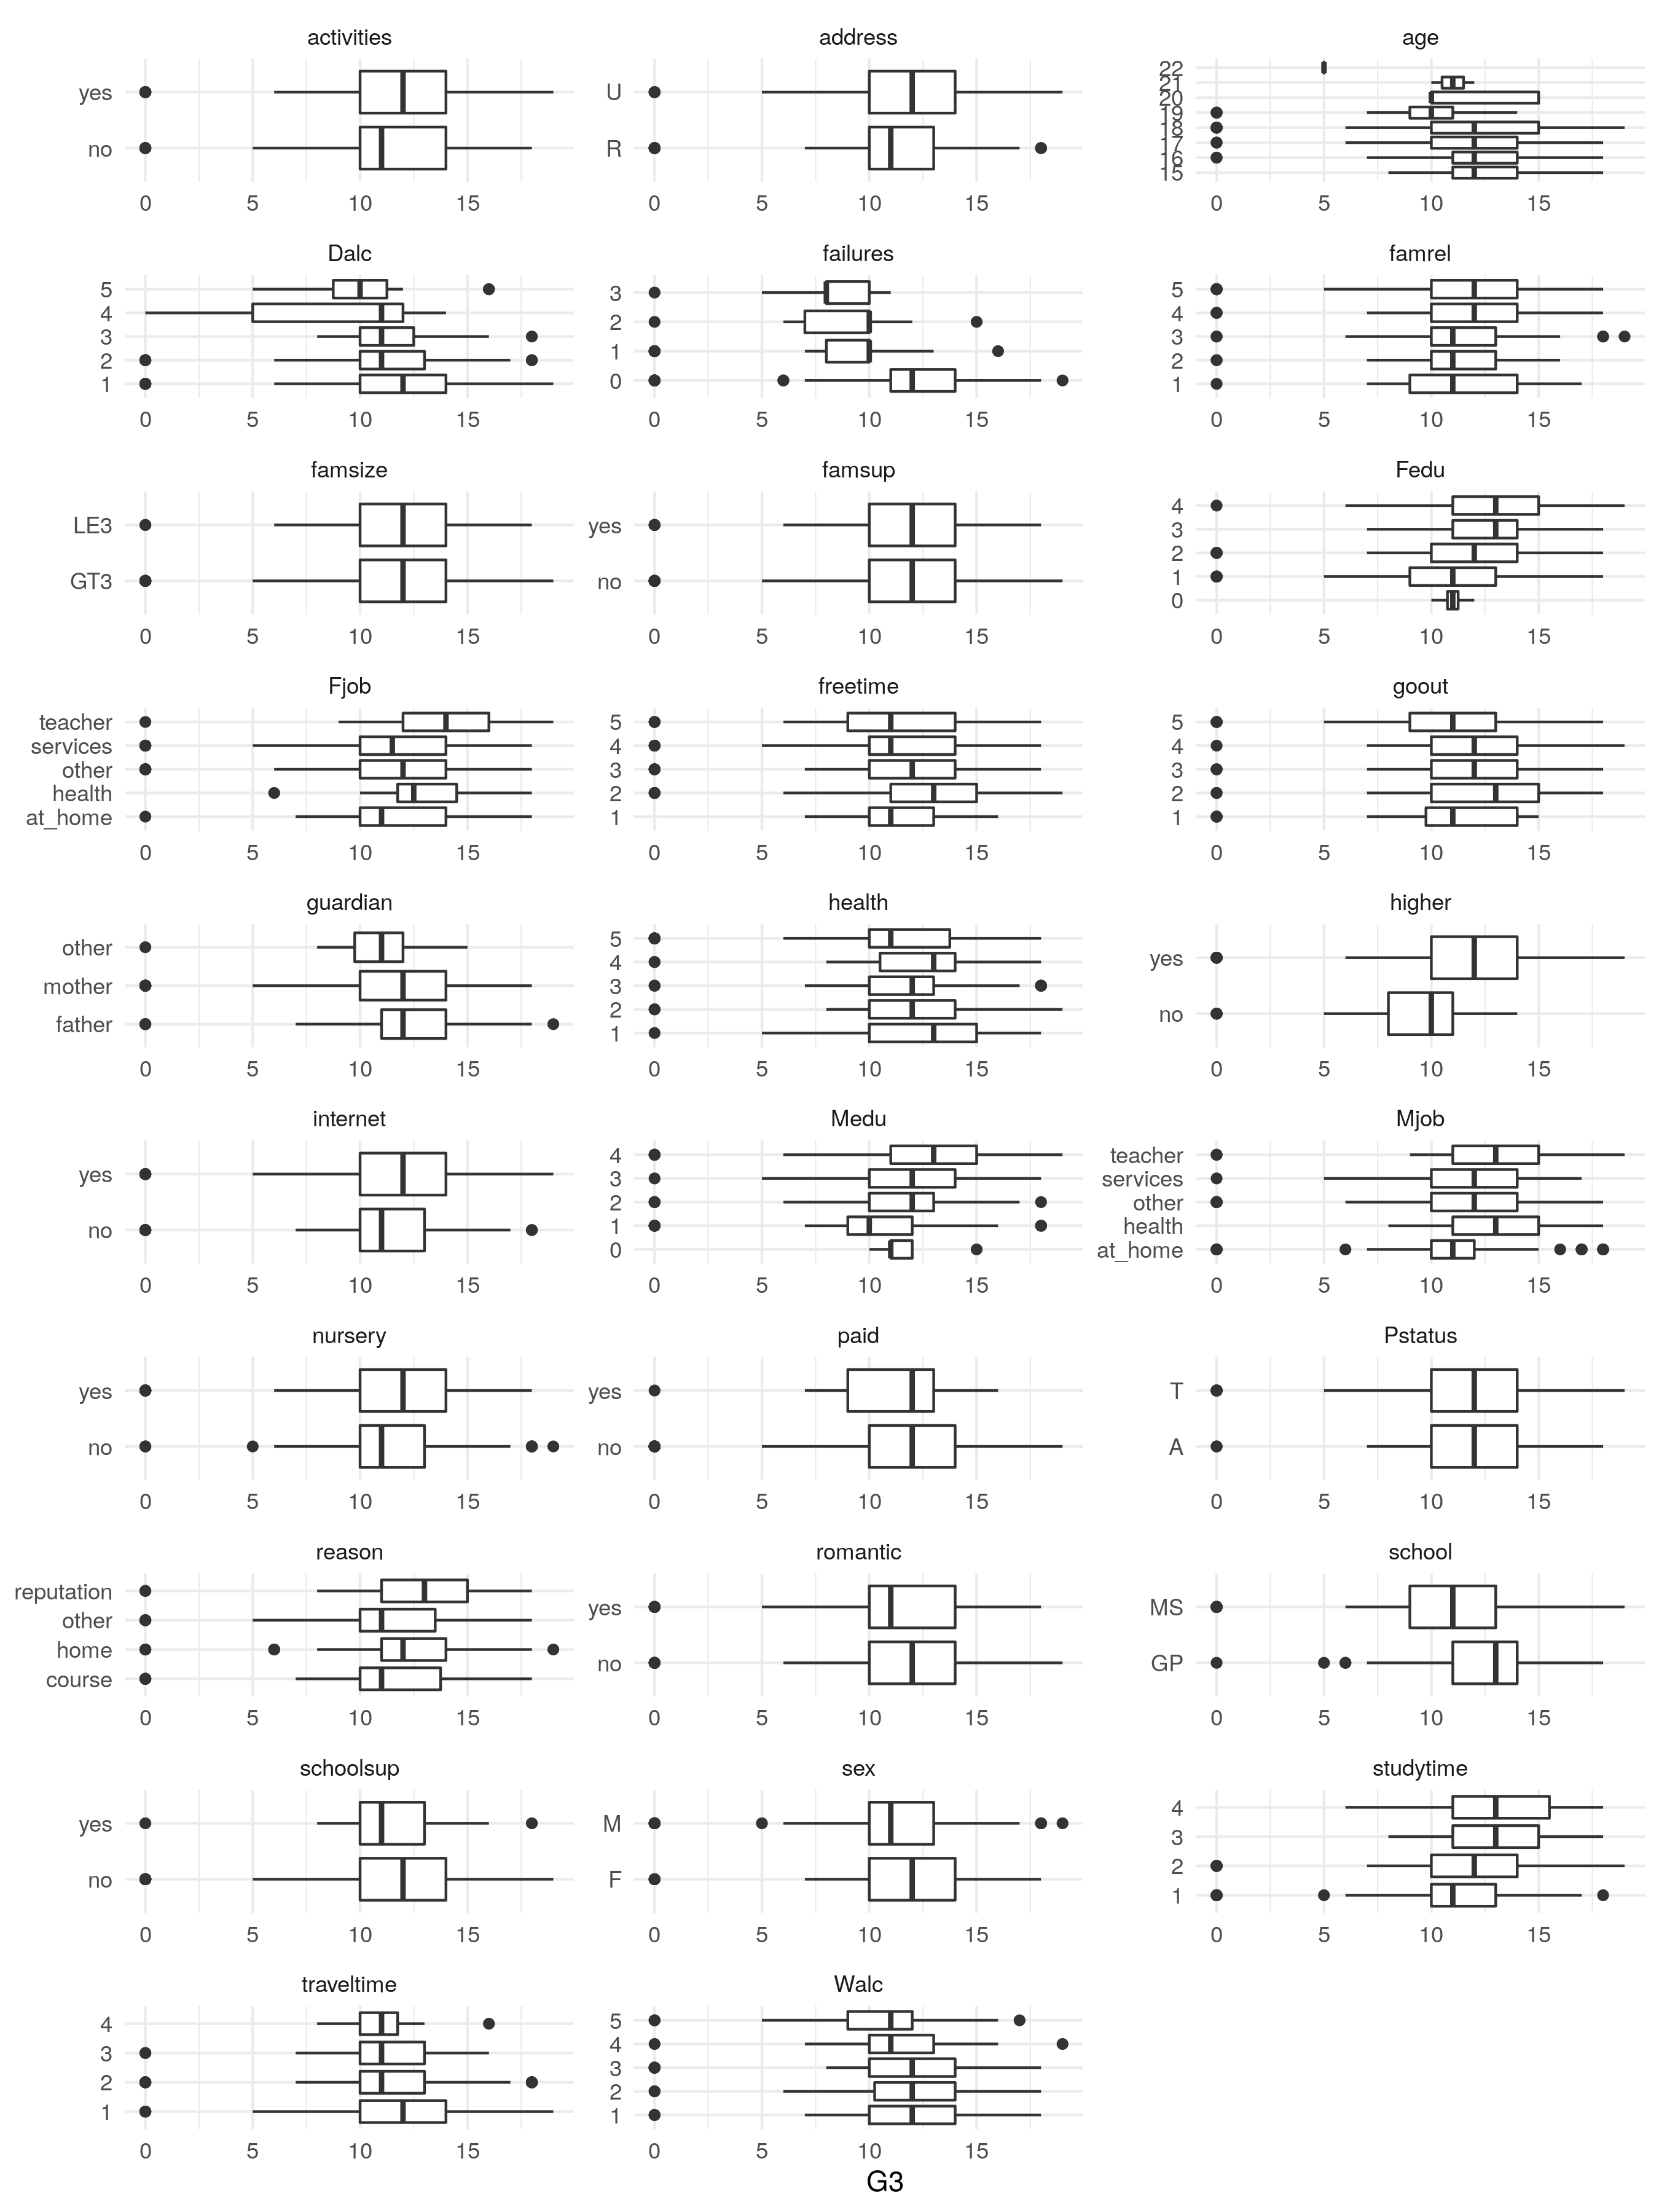 activities address age
yes
no
0 5 10 15
U
R
0 5 10 15
22
21
20
19
18
17
16
15
0 5 10 15
Dalc failures famrel
5
4
3
2
1
0 5 10 15
3
2
1
0
0 5 10 15
5
4
3
2
1
0 5 10 15
famsize famsup Fedu
LE3
GT3
0 5 10 15
yes
no
0 5 10 15
4
3
2
1
0
0 5 10 15
Fjob freetime goout
teacher
services
other
health
at_home
0 5 10 15
5
4
3
2
1
0 5 10 15
5
4
3
2
1
0 5 10 15
guardian health higher
other
mother
father
0 5 10 15
5
4
3
2
1
0 5 10 15
yes
no
0 5 10 15
internet Medu Mjob
yes
no
0 5 10 15
4
3
2
1
0
0 5 10 15
teacher
services
other
health
at_home
0 5 10 15
nursery paid Pstatus
yes
no
0 5 10 15
yes
no
0 5 10 15
T
A
0 5 10 15
reason romantic school
reputation
other
home
course
0 5 10 15
yes
no
0 5 10 15
MS
GP
0 5 10 15
schoolsup sex studytime
yes
no
0 5 10 15
M
F
0 5 10 15
4
3
2
1
0 5 10 15
traveltime Walc
4
3
2
1
0 5 10 15
5
4
3
2
1
0 5 10 15
G3